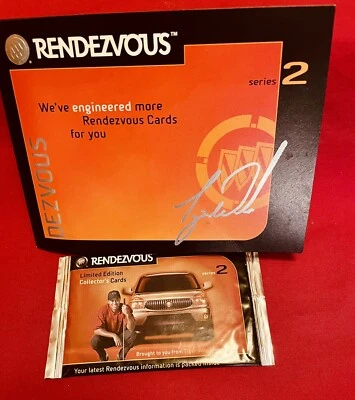 RENDEZVOUS™
series 2
We've engineered more
Rendezvous Cards
for you
DEZVOUS
RENDEZVOUS
Limited Edition
Collector's Cards
series 2
Brought to you from
Your latest Rendezvous information is packed inside